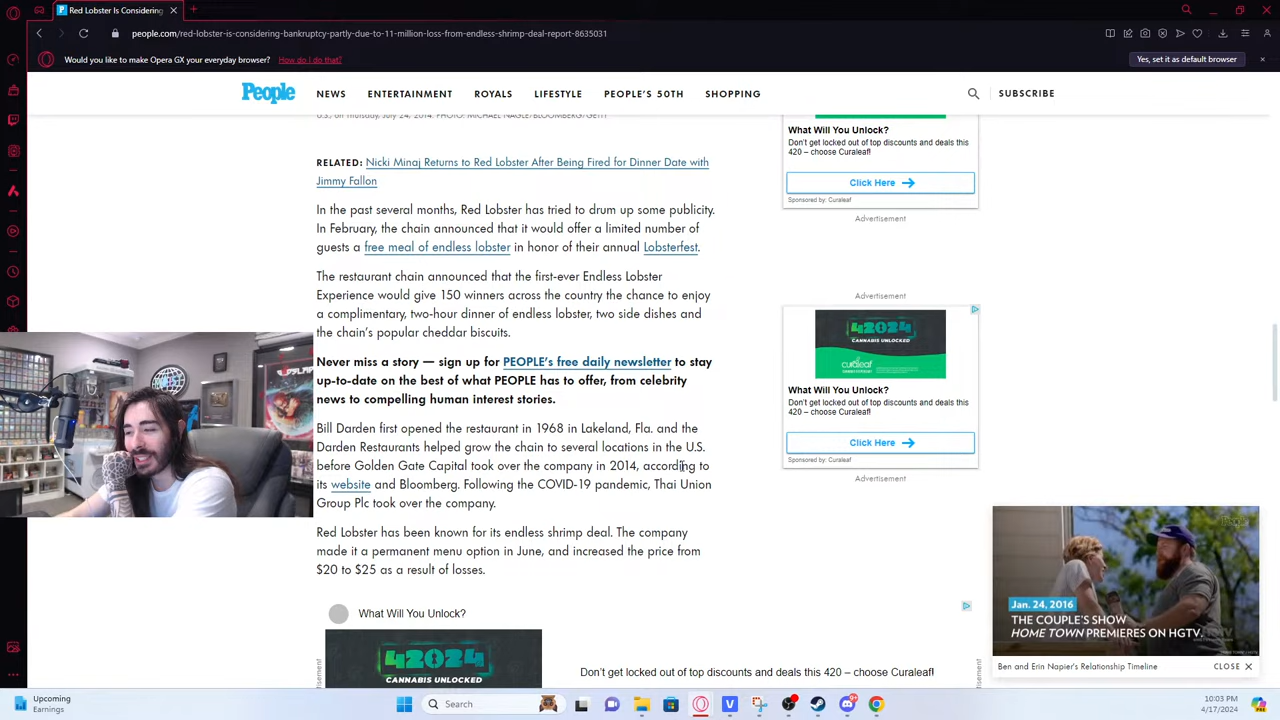 Red Lobster Is Considering
people.com/red-lobster-is-considering-bankruptcy-partly-due-to-11-million-loss-from-endless-shrimp-deal-report-8635031
Would you like to make Opera GX your everyday browser? How do I do that?
Yes, set it as default browser
People
NEWS
ENTERTAINMENT
ROYALS
LIFESTYLE
PEOPLE'S 50TH
SHOPPING
SUBSCRIBE
U.S., on Thursday, July 24, 2014. PHOTO: MICHAEL NAGLE/BLOOMBERG/GETTY
RELATED: Nicki Minaj Returns to Red Lobster After Being Fired for Dinner Date with
Jimmy Fallon
In the past several months, Red Lobster has tried to drum up some publicity.
In February, the chain announced that it would offer a limited number of
guests a free meal of endless lobster in honor of their annual Lobsterfest.
The restaurant chain announced that the first-ever Endless Lobster
Experience would give 150 winners across the country the chance to enjoy
a complimentary, two-hour dinner of endless lobster, two side dishes and
the chain's popular cheddar biscuits.
Never miss a story — sign up for PEOPLE's free daily newsletter to stay
up-to-date on the best of what PEOPLE has to offer, from celebrity
news to compelling human interest stories.
Bill Darden first opened the restaurant in 1968 in Lakeland, Fla. and the
Darden Restaurants helped grow the chain to several locations in the U.S.
before Golden Gate Capital took over the company in 2014, according to
its website and Bloomberg. Following the COVID-19 pandemic, Thai Union
Group Plc took over the company.
Red Lobster has been known for its endless shrimp deal. The company
made it a permanent menu option in June, and increased the price from
$20 to $25 as a result of losses.
What Will You Unlock?
42024
CANNABIS UNLOCKED
Don't get locked out of top discounts and deals this 420 – choose Curaleaf!
What Will You Unlock?
Don't get locked out of top discounts and deals this
420 – choose Curaleaf!
Click Here
Sponsored by: Curaleaf
Advertisement
Advertisement
42024
CANNABIS UNLOCKED
curaleaf
What Will You Unlock?
Don't get locked out of top discounts and deals this
420 – choose Curaleaf!
Click Here
Sponsored by: Curaleaf
Advertisement
Jan. 24, 2016
THE COUPLE'S SHOW
HOME TOWN PREMIERES ON HGTV
Ben and Erin Napier's Relationship Timeline
CLOSE
Upcoming
Earnings
Search
99+
10:03 PM
4/17/2024